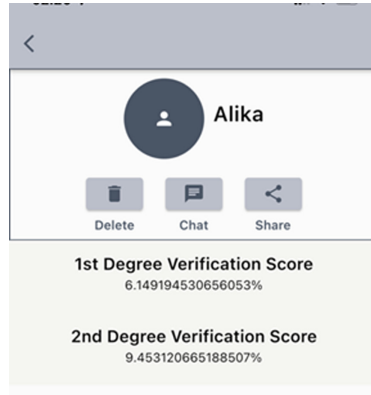 Alika
Delete Chat Share
1st Degree Verification Score
6.149194530656053%
2nd Degree Verification Score
9.453120665188507%